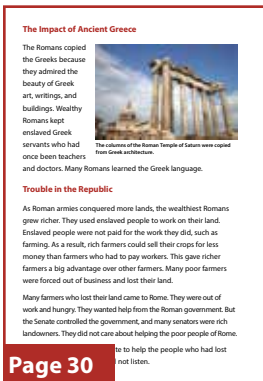 The Impact of Ancient Greece
The Romans copied
the Greeks because
they admired the
beauty of Greek
art, writings, and
buildings. Wealthy
Romans kept
enslaved Greek
servants who had
once been teachers
and doctors. Many Romans learned the Greek language.
The columns of the Roman Temple of Saturn were copied
from Greek architecture.
Trouble in the Republic
As Roman armies conquered more lands, the wealthiest Romans
grew richer. They used enslaved people to work on their land.
Enslaved people were not paid for the work they did, such as
farming. As a result, rich farmers could sell their crops for less
money than farmers who had to pay workers. This gave richer
farmers a big advantage over other farmers. Many poor farmers
were forced out of business and lost their land.
Many farmers who lost their land came to Rome. They were out of
work and hungry. They wanted help from the Roman government. But
the Senate controlled the government, and many senators were rich
landowners. They did not care about helping the poor people of Rome.
to help the people who had lost
not listen.
Page 30